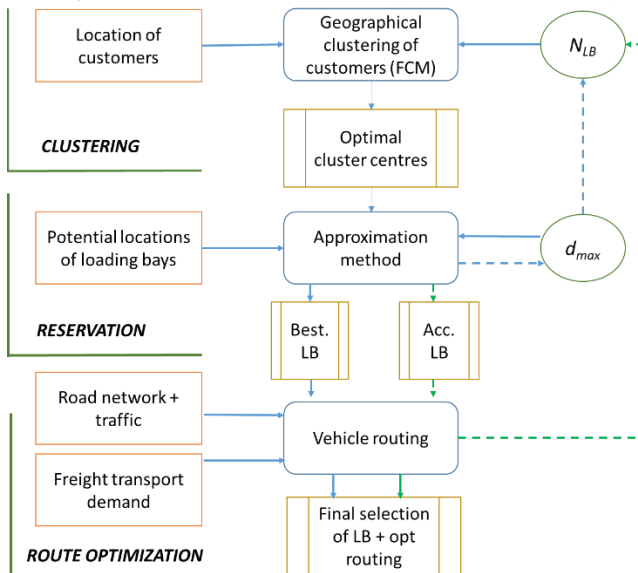 Location of
customers
Geographical
clustering of
customers (FCM)
N_LB
CLUSTERING
Optimal
cluster centres
Potential locations
of loading bays
Approximation
method
d_max
RESERVATION
Best.
LB
Acc.
LB
Road network +
traffic
Vehicle routing
Freight transport
demand
Final selection
of LB + opt
routing
ROUTE OPTIMIZATION